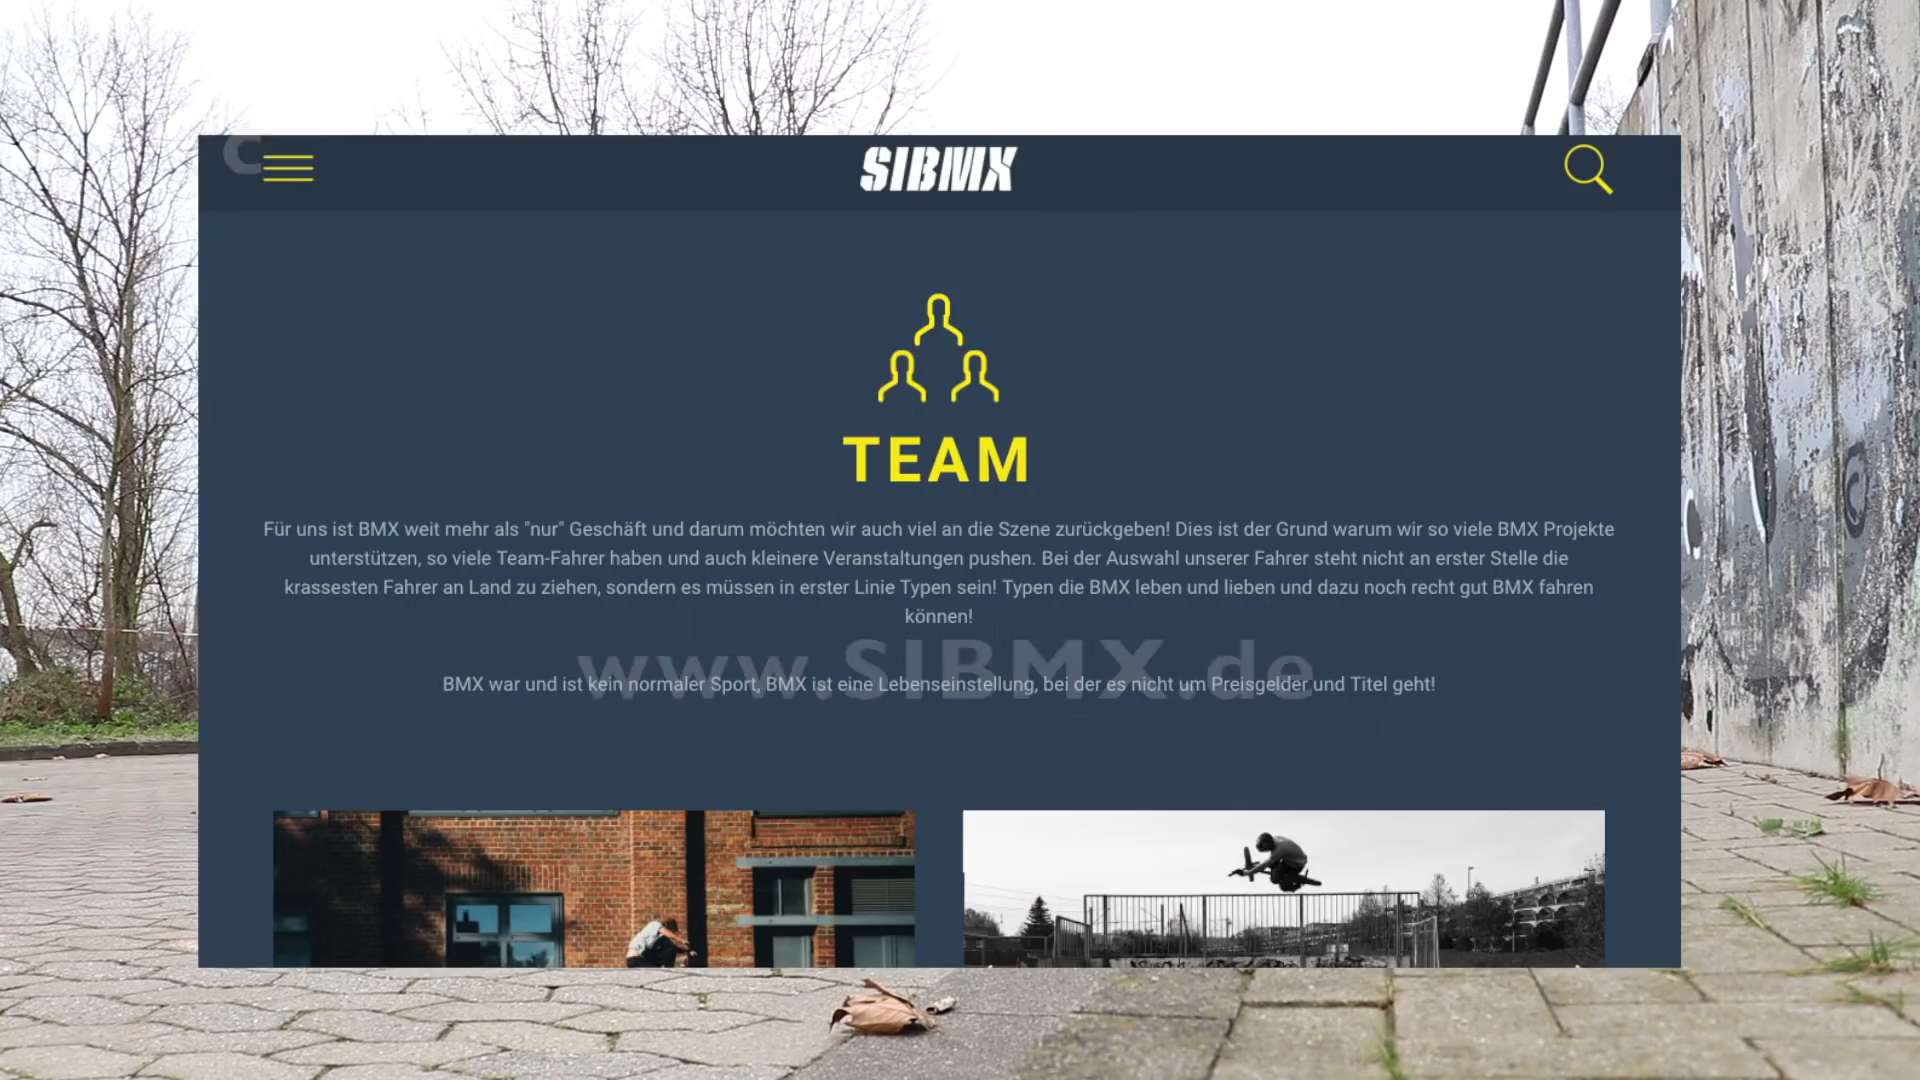 C
SIBMX
TEAM
Für uns ist BMX weit mehr als "nur" Geschäft und darum möchten wir auch viel an die Szene zurückgeben! Dies ist der Grund warum wir so viele BMX Projekte
unterstützen, so viele Team-Fahrer haben und auch kleinere Veranstaltungen pushen. Bei der Auswahl unserer Fahrer steht nicht an erster Stelle die
krassesten Fahrer an Land zu ziehen, sondern es müssen in erster Linie Typen sein! Typen die BMX leben und lieben und dazu noch recht gut BMX fahren
können!
www.SIBMX.de
BMX war und ist kein normaler Sport, BMX ist eine Lebenseinstellung, bei der es nicht um Preisgelder und Titel geht!